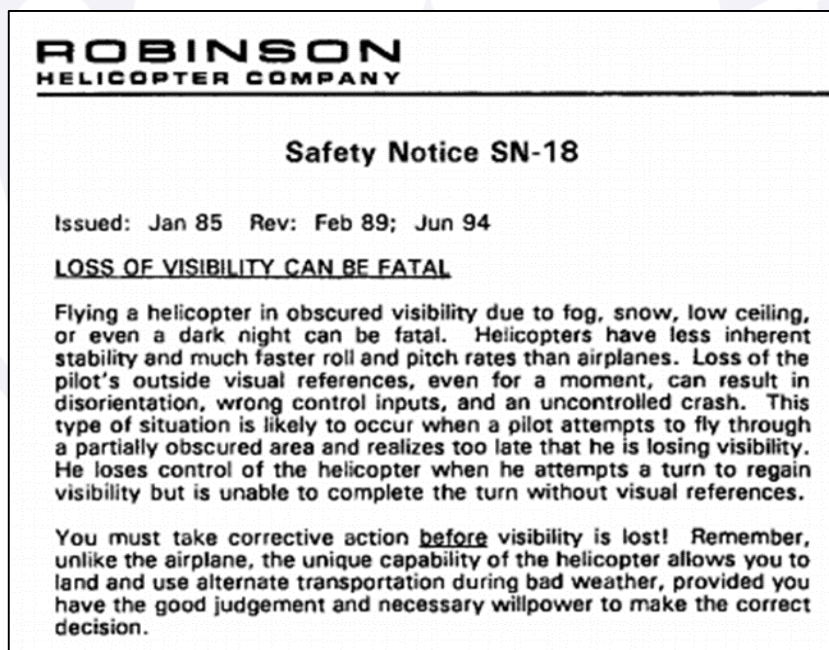 ROBINSON
HELICOPTER COMPANY
Safety Notice SN-18
Issued: Jan 85 Rev: Feb 89; Jun 94
LOSS OF VISIBILITY CAN BE FATAL
Flying a helicopter in obscured visibility due to fog, snow, low ceiling,
or even a dark night can be fatal. Helicopters have less inherent
stability and much faster roll and pitch rates than airplanes. Loss of the
pilot's outside visual references, even for a moment, can result in
disorientation, wrong control inputs, and an uncontrolled crash. This
type of situation is likely to occur when a pilot attempts to fly through
a partially obscured area and realizes too late that he is losing visibility.
He loses control of the helicopter when he attempts a turn to regain
visibility but is unable to complete the turn without visual references.
You must take corrective action before visibility is lost! Remember,
unlike the airplane, the unique capability of the helicopter allows you to
land and use alternate transportation during bad weather, provided you
have the good judgement and necessary willpower to make the correct
decision.